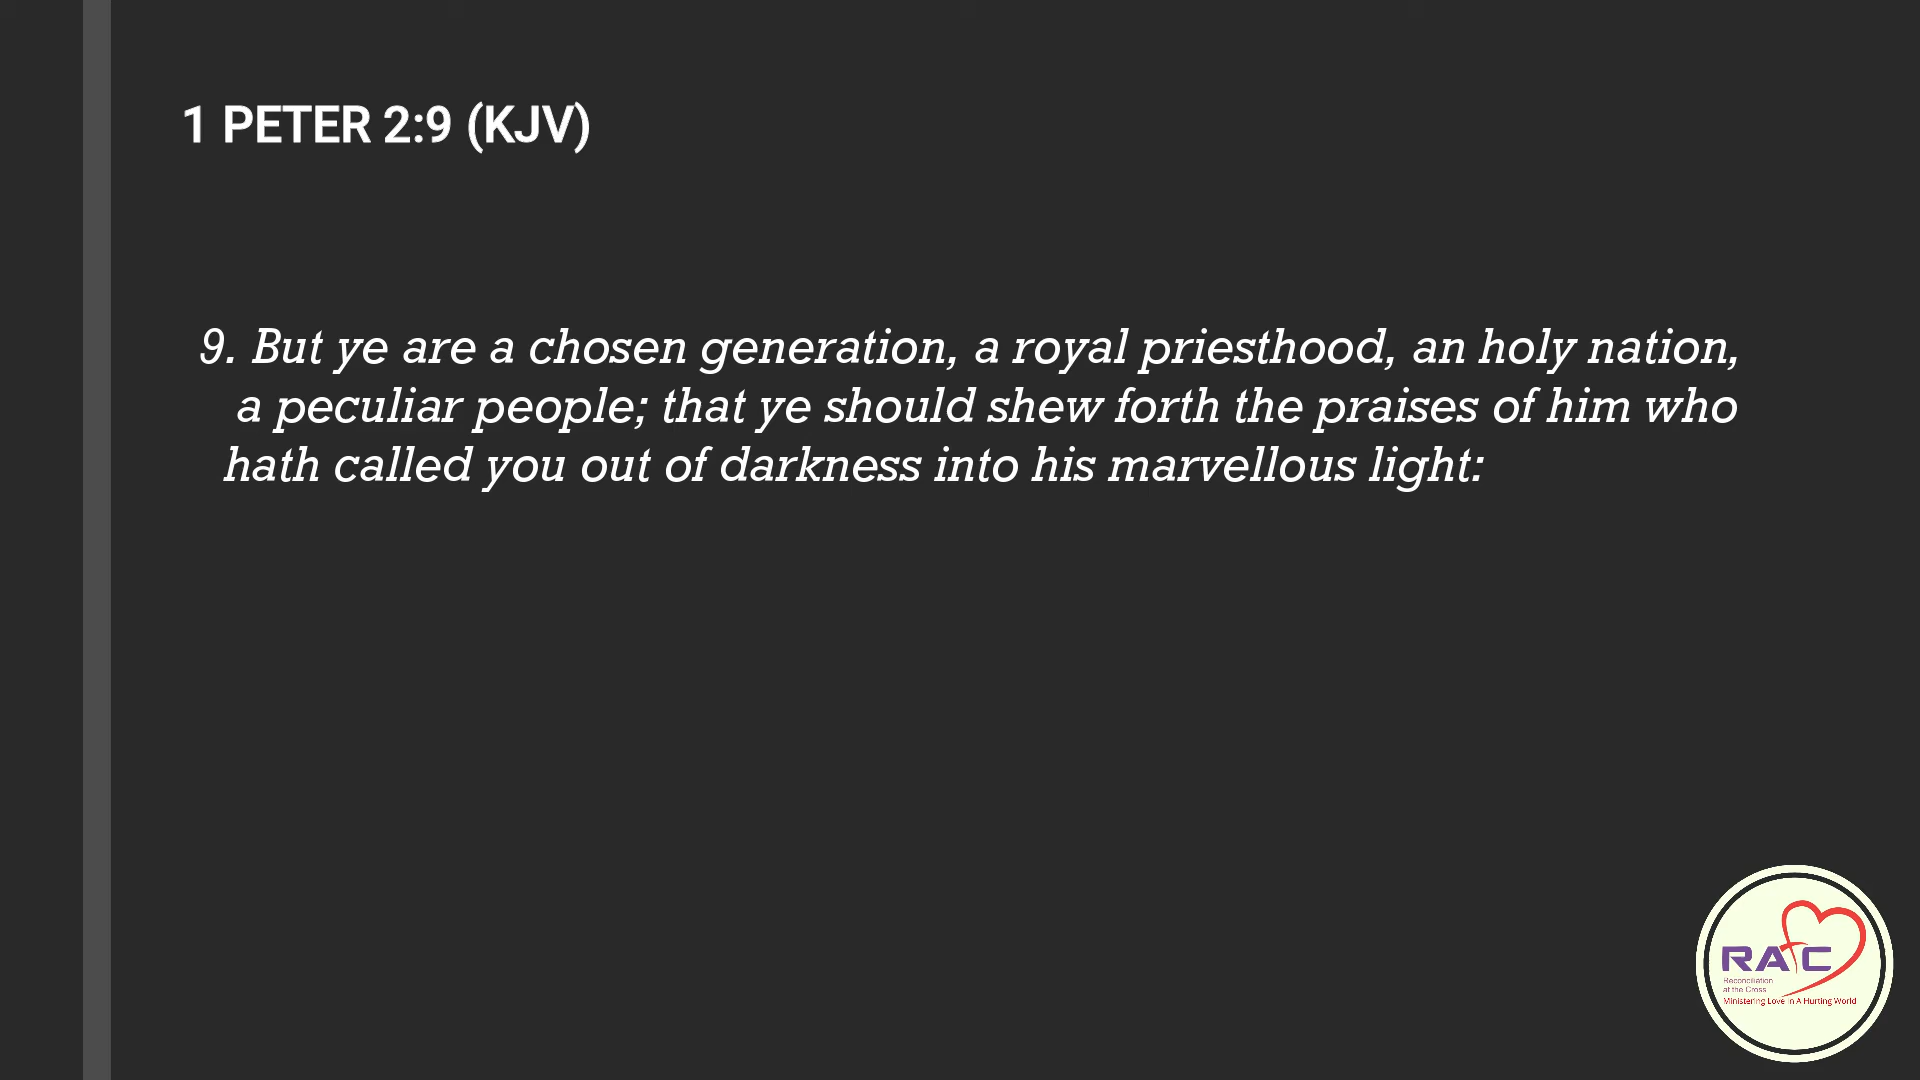 1 PETER 2:9 (KJV)
9. But ye are a chosen generation, a royal priesthood, an holy nation,
a peculiar people; that ye should shew forth the praises of him who
hath called you out of darkness into his marvellous light:
RAC
Reconciliation
at the Cross
Ministering Love in A Hurting World